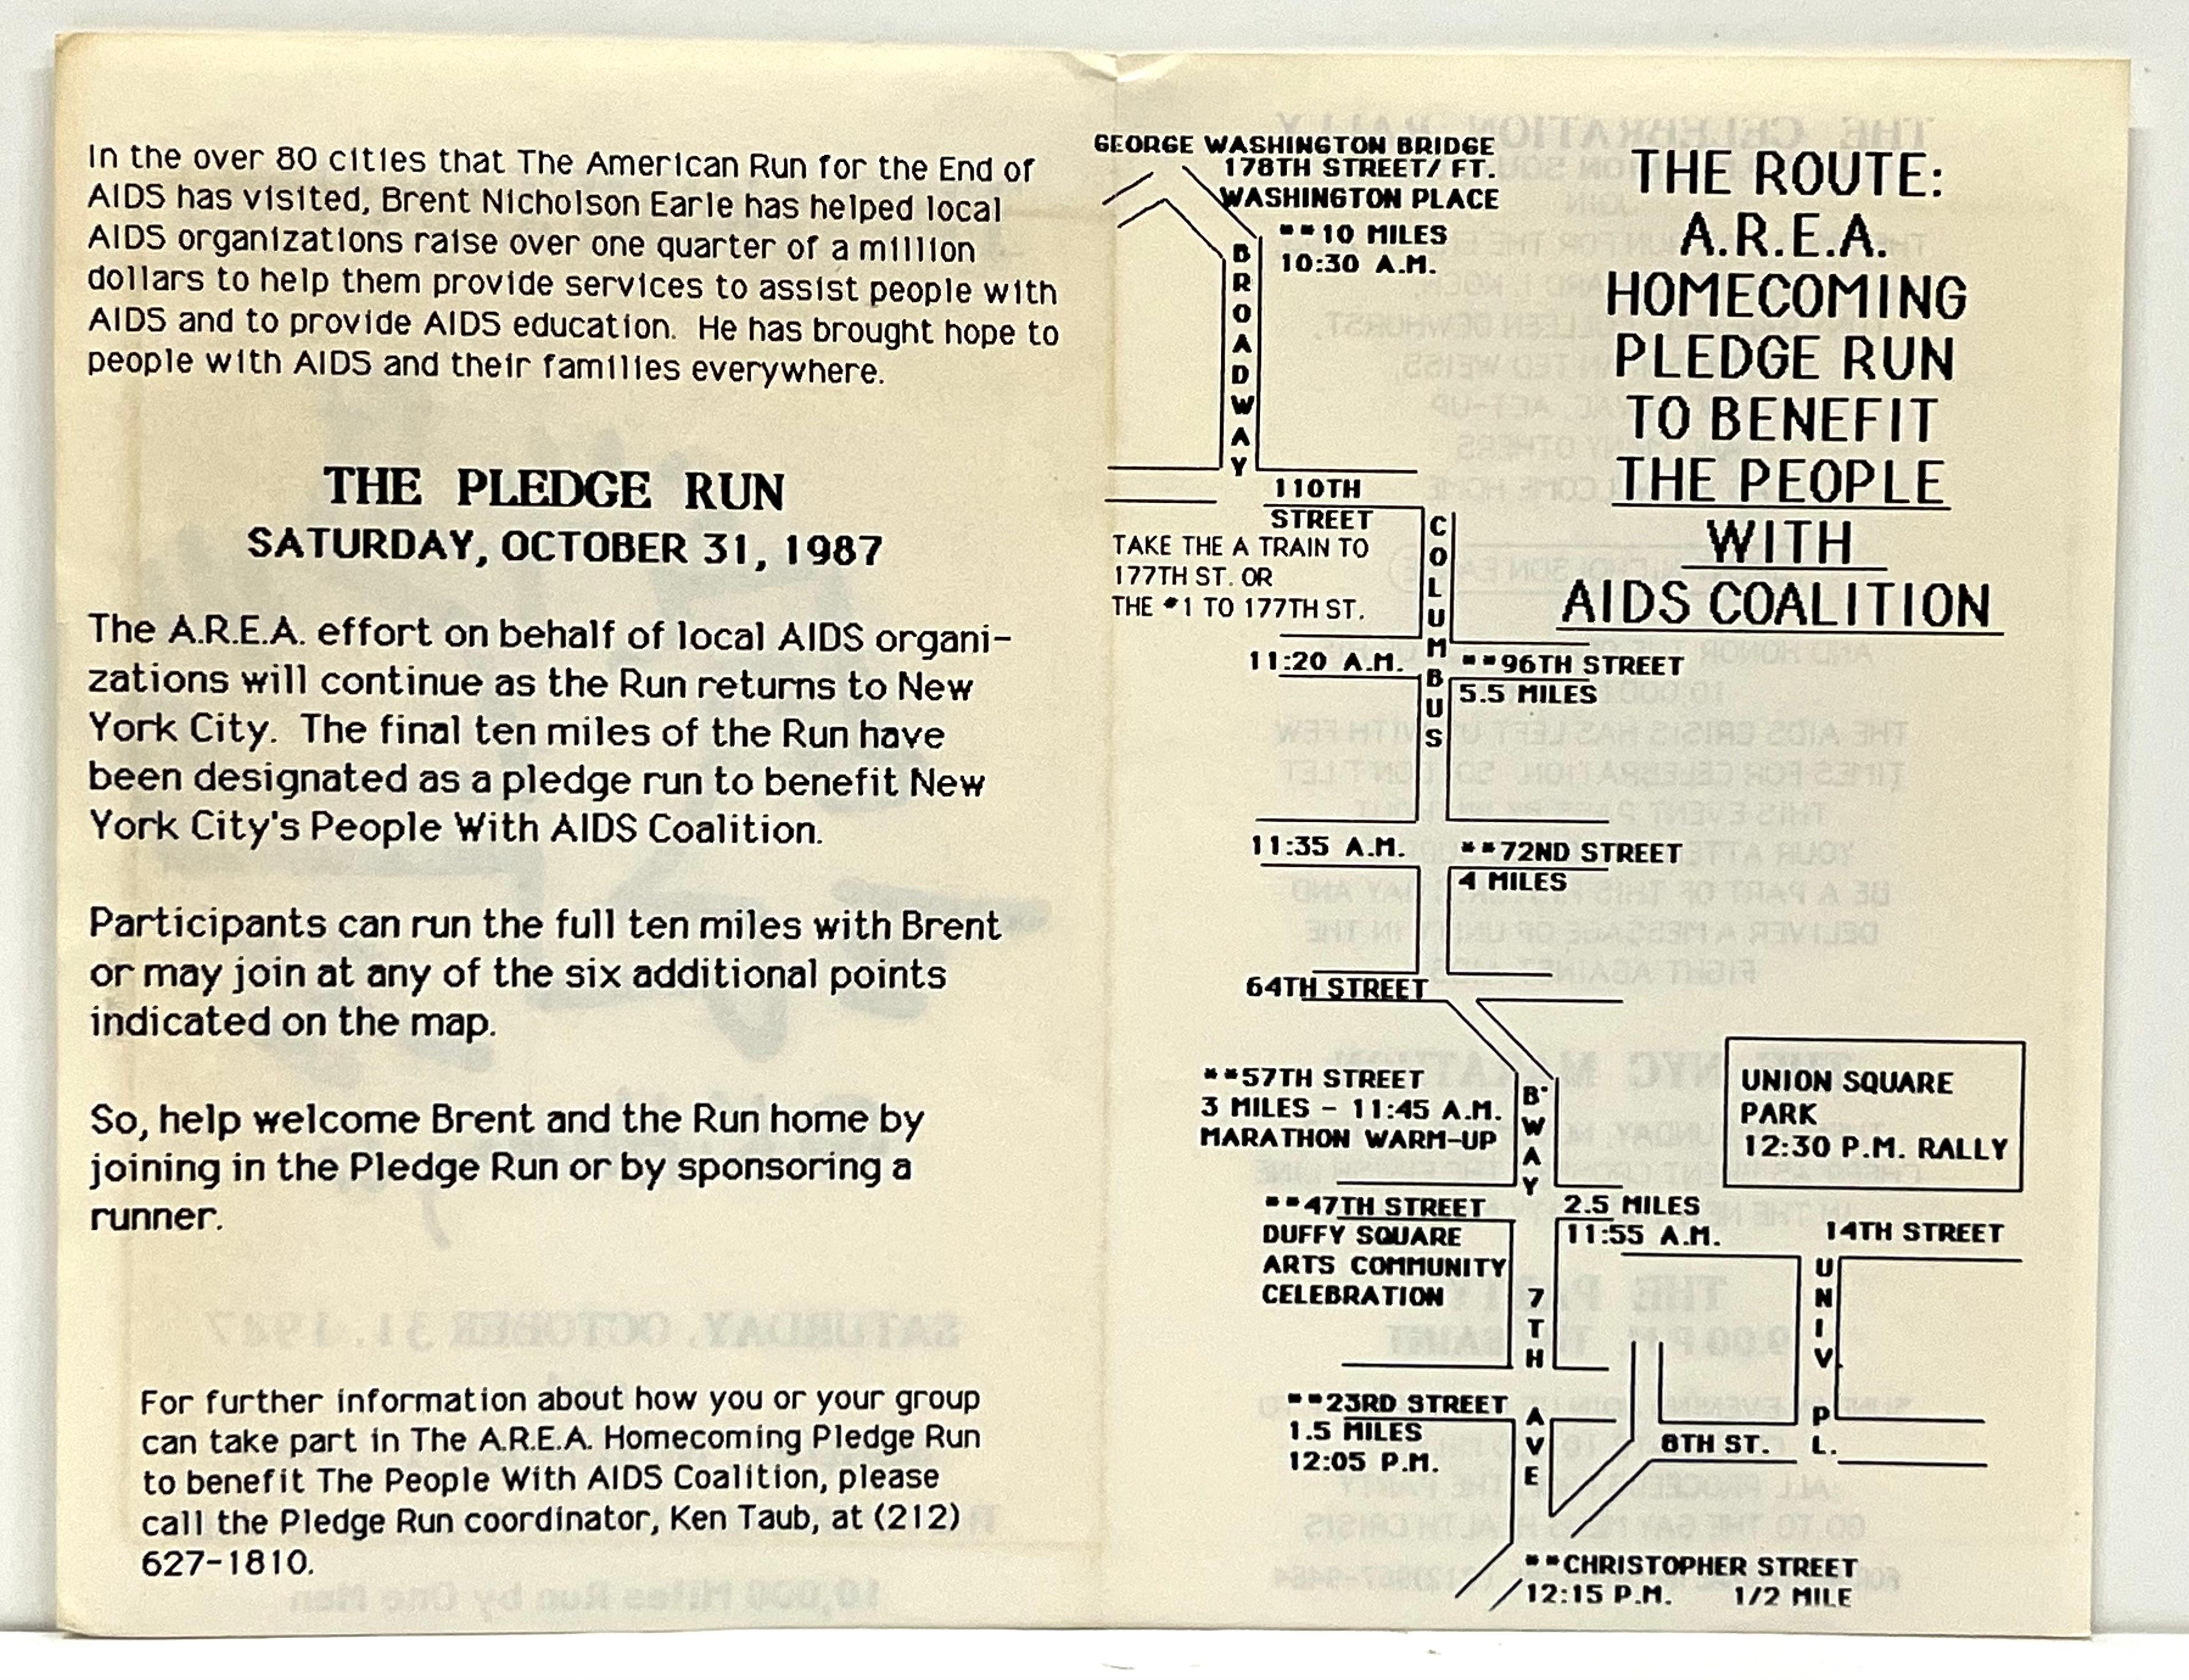 In the over 80 cities that The American Run for the End of
AIDS has visited, Brent Nicholson Earle has helped local
AIDS organizations raise over one quarter of a million
dollars to help them provide services to assist people with
AIDS and to provide AIDS education. He has brought hope to
people with AIDS and their families everywhere.
THE PLEDGE RUN
SATURDAY, OCTOBER 31, 1987
The A.R.E.A. effort on behalf of local AIDS organi-
zations will continue as the Run returns to New
York City. The final ten miles of the Run have
been designated as a pledge run to benefit New
York City's People With AIDS Coalition.
Participants can run the full ten miles with Brent
or may join at any of the six additional points
indicated on the map.
So, help welcome Brent and the Run home by
joining in the Pledge Run or by sponsoring a
runner.
For further information about how you or your group
can take part in The A.R.E.A. Homecoming Pledge Run
to benefit The People With AIDS Coalition, please
call the Pledge Run coordinator, Ken Taub, at (212)
627-1810.
THE ROUTE:
A.R.E.A.
HOMECOMING
PLEDGE RUN
TO BENEFIT
THE PEOPLE
WITH
AIDS COALITION
GEORGE WASHINGTON BRIDGE
178TH STREET/ FT.
WASHINGTON PLACE
**10 MILES
10:30 A.M.
BROADWAY
110TH
STREET
TAKE THE A TRAIN TO
177TH ST. OR
THE #1 TO 177TH ST.
COLUMBUS
11:20 A.M.
**96TH STREET
5.5 MILES
11:35 A.M.
**72ND STREET
4 MILES
64TH STREET
**57TH STREET
3 MILES - 11:45 A.M.
MARATHON WARM-UP
B'WAY
UNION SQUARE
PARK
12:30 P.M. RALLY
**47TH STREET
DUFFY SQUARE
ARTS COMMUNITY
CELEBRATION
2.5 MILES
11:55 A.M.
14TH STREET
7TH AVE
UNIV PL.
**23RD STREET
1.5 MILES
12:05 P.M.
8TH ST.
**CHRISTOPHER STREET
12:15 P.M. 1/2 MILE